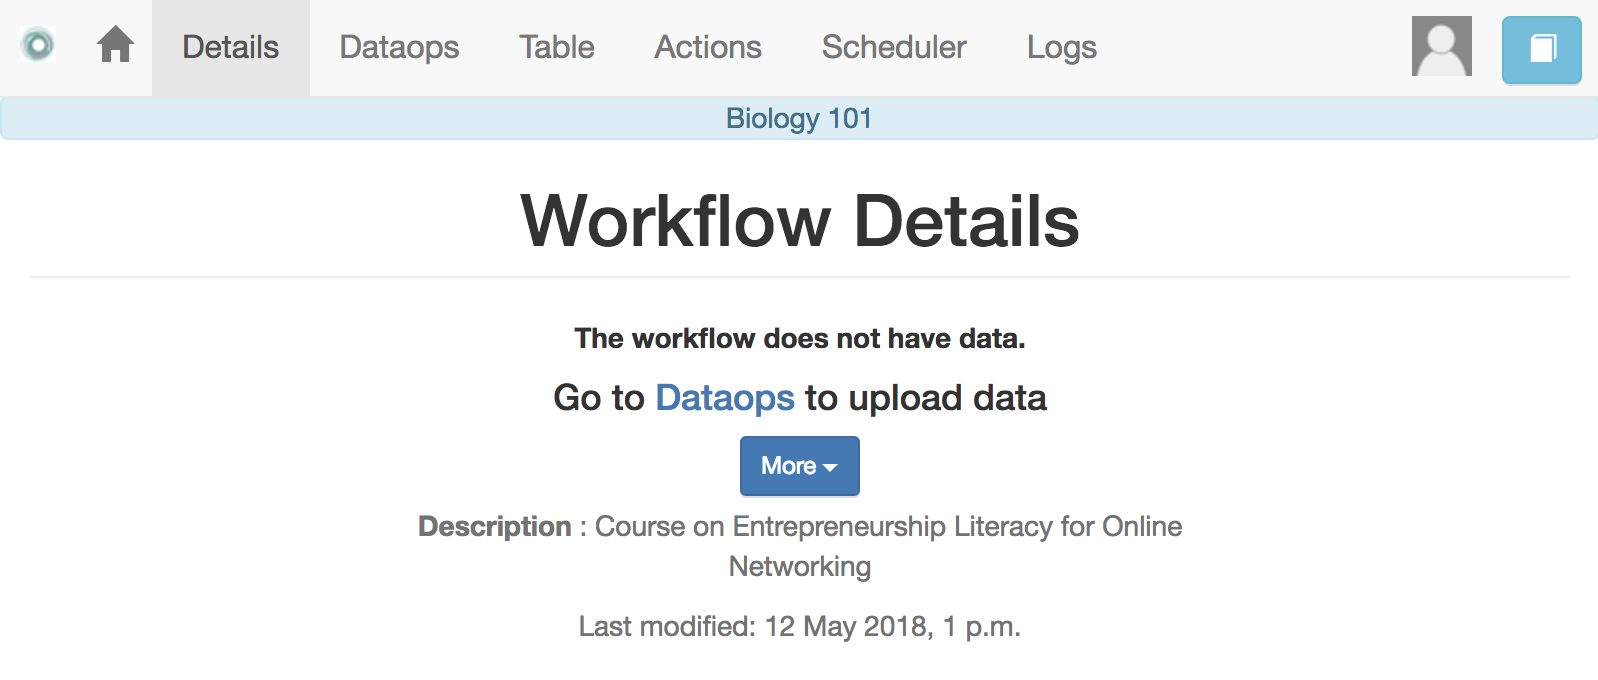 Details Dataops Table Actions Scheduler Logs
Biology 101
Workflow Details
The workflow does not have data.
Go to Dataops to upload data
More
Description : Course on Entrepreneurship Literacy for Online
Networking
Last modified: 12 May 2018, 1 p.m.